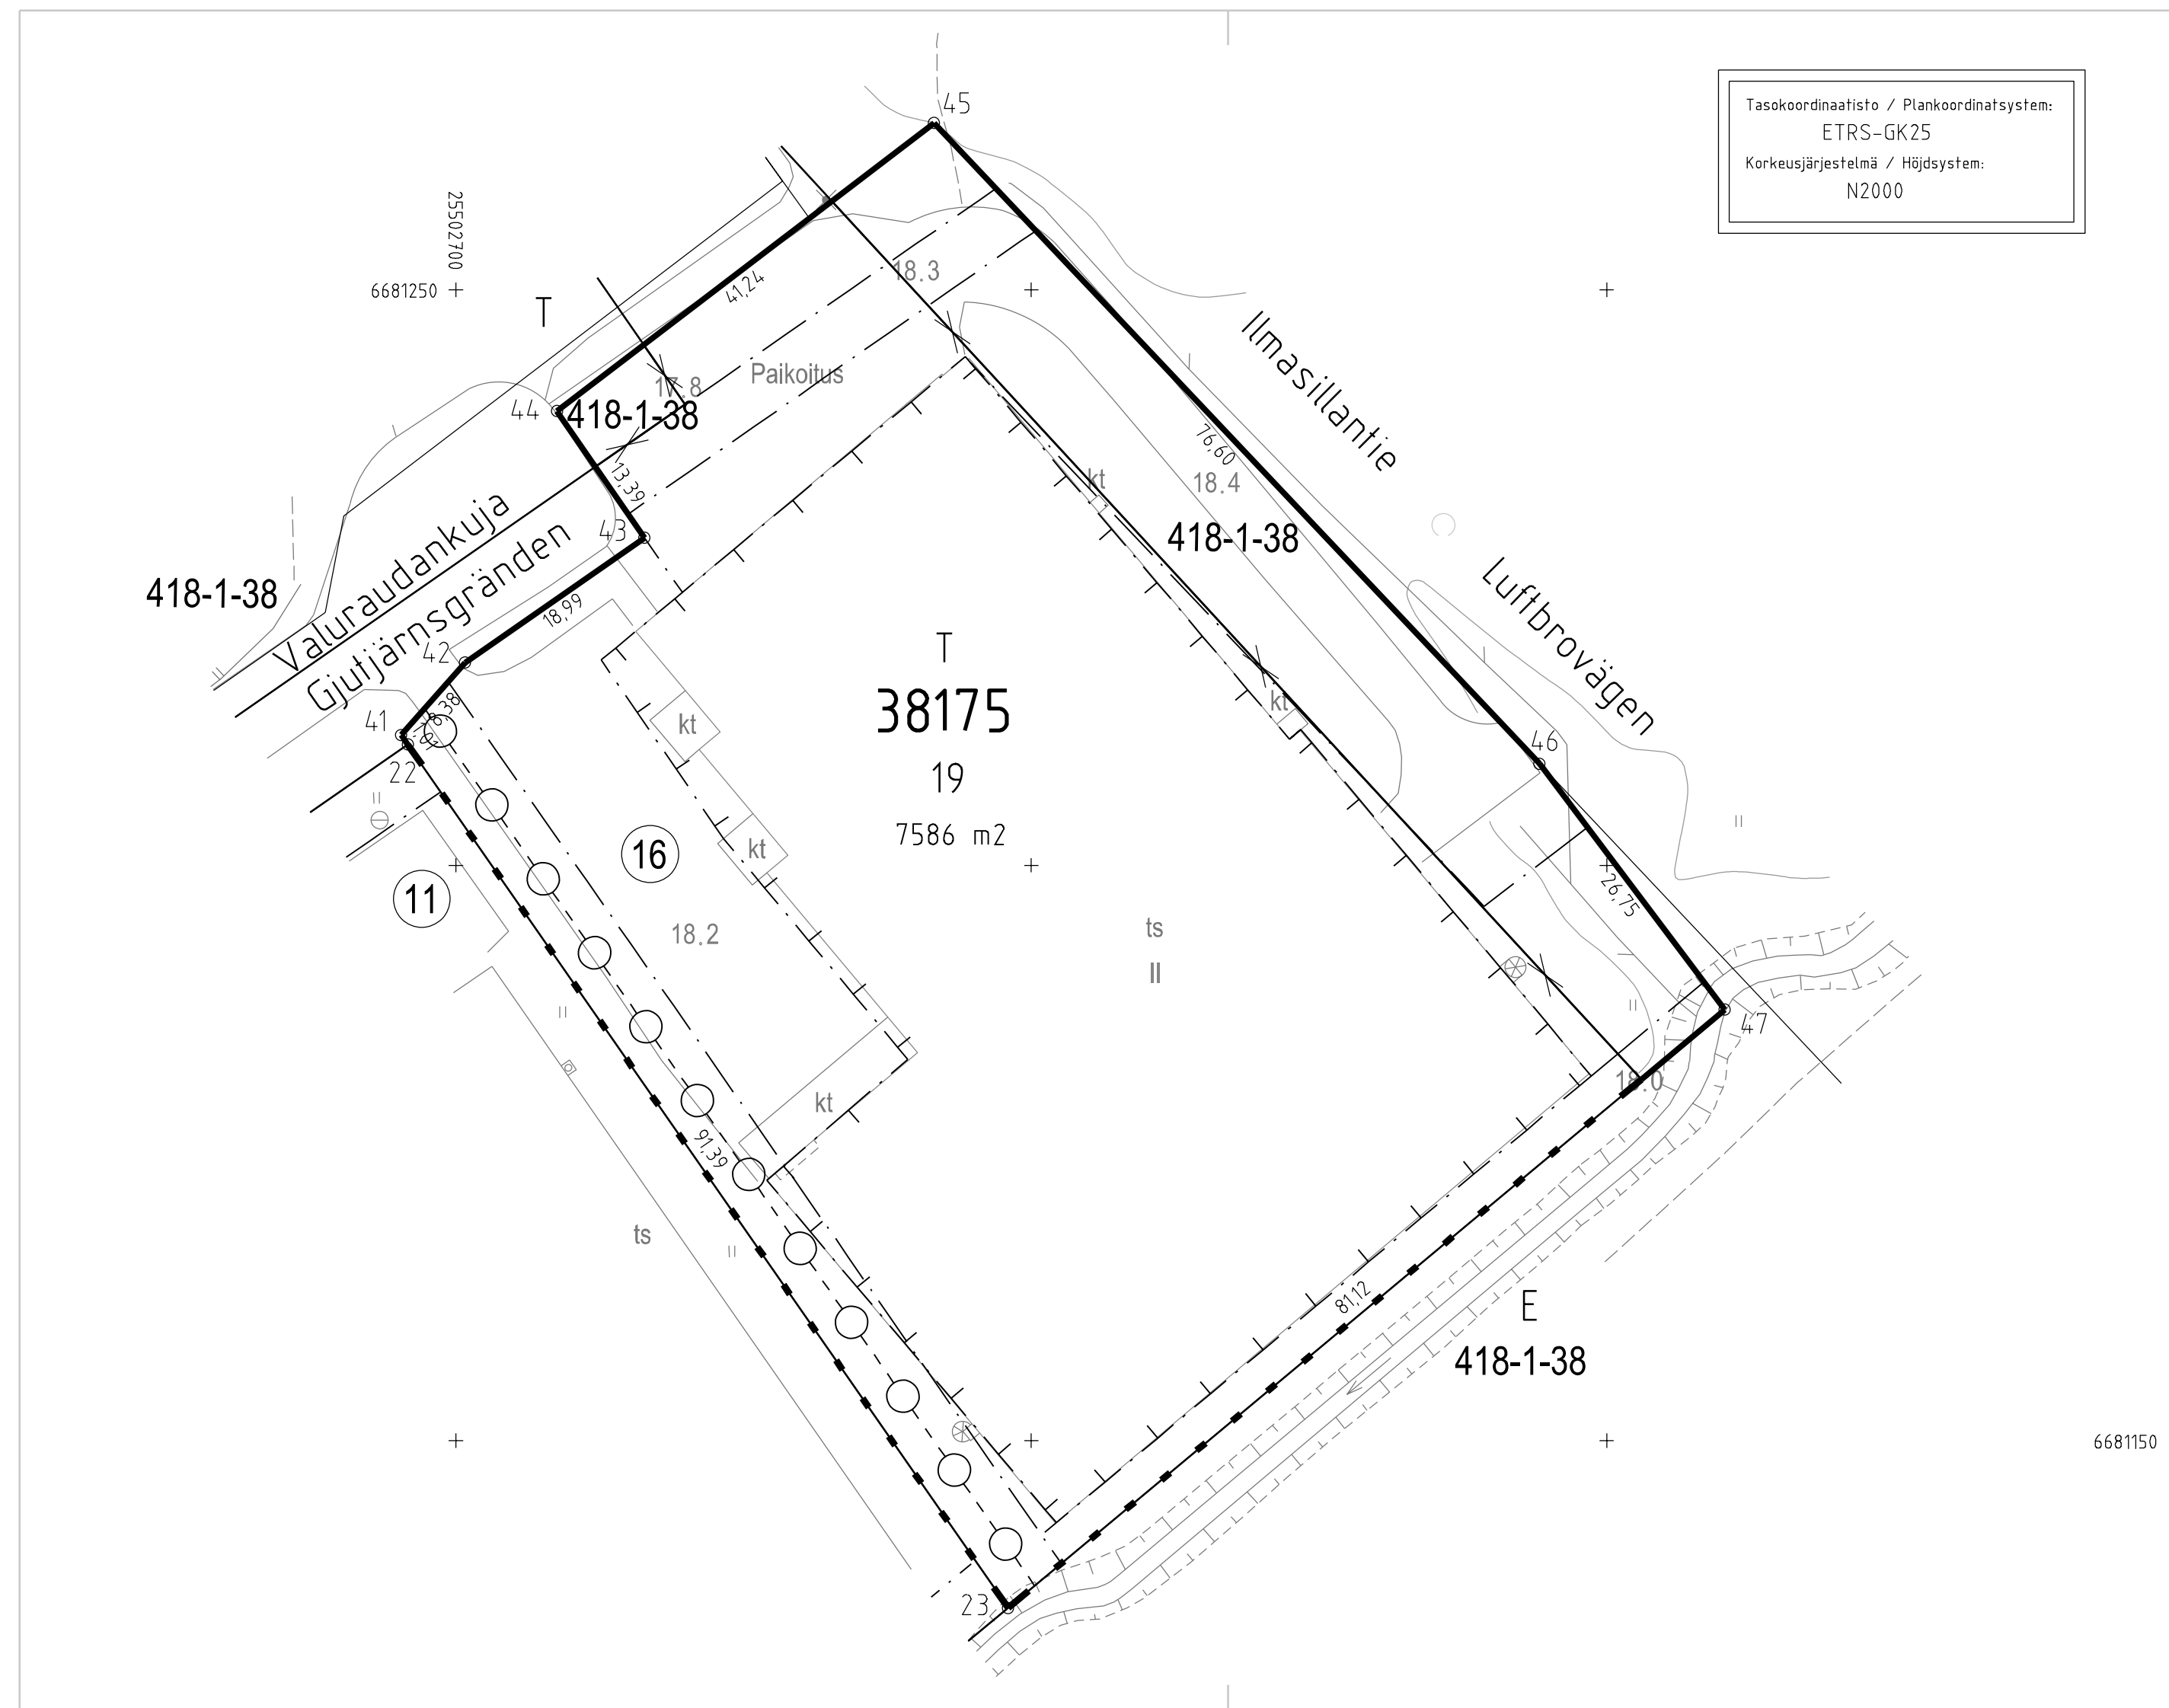 45
Tasokoordinaatisto / Plankoordinatsystem:
ETRS-GK25
Korkeusjärjestelmä / Höjdsystem:
N2000
25502700
6681250
T
18.3
41,24
Paikoitus
17.8
44
418-1-38
Ilmasillantie
76,60
kt
18.4
13,39
43
418-1-38
Valuraudankuja
Gjutjärnsgränden
418-1-38
18,99
42
Luftbrovägen
T
38175
19
7586 m2
kt
41
22
kt
46
kt
16
11
26,75
18.2
ts
II
47
18.0
kt
91,39
ts
81,12
E
418-1-38
6681150
23